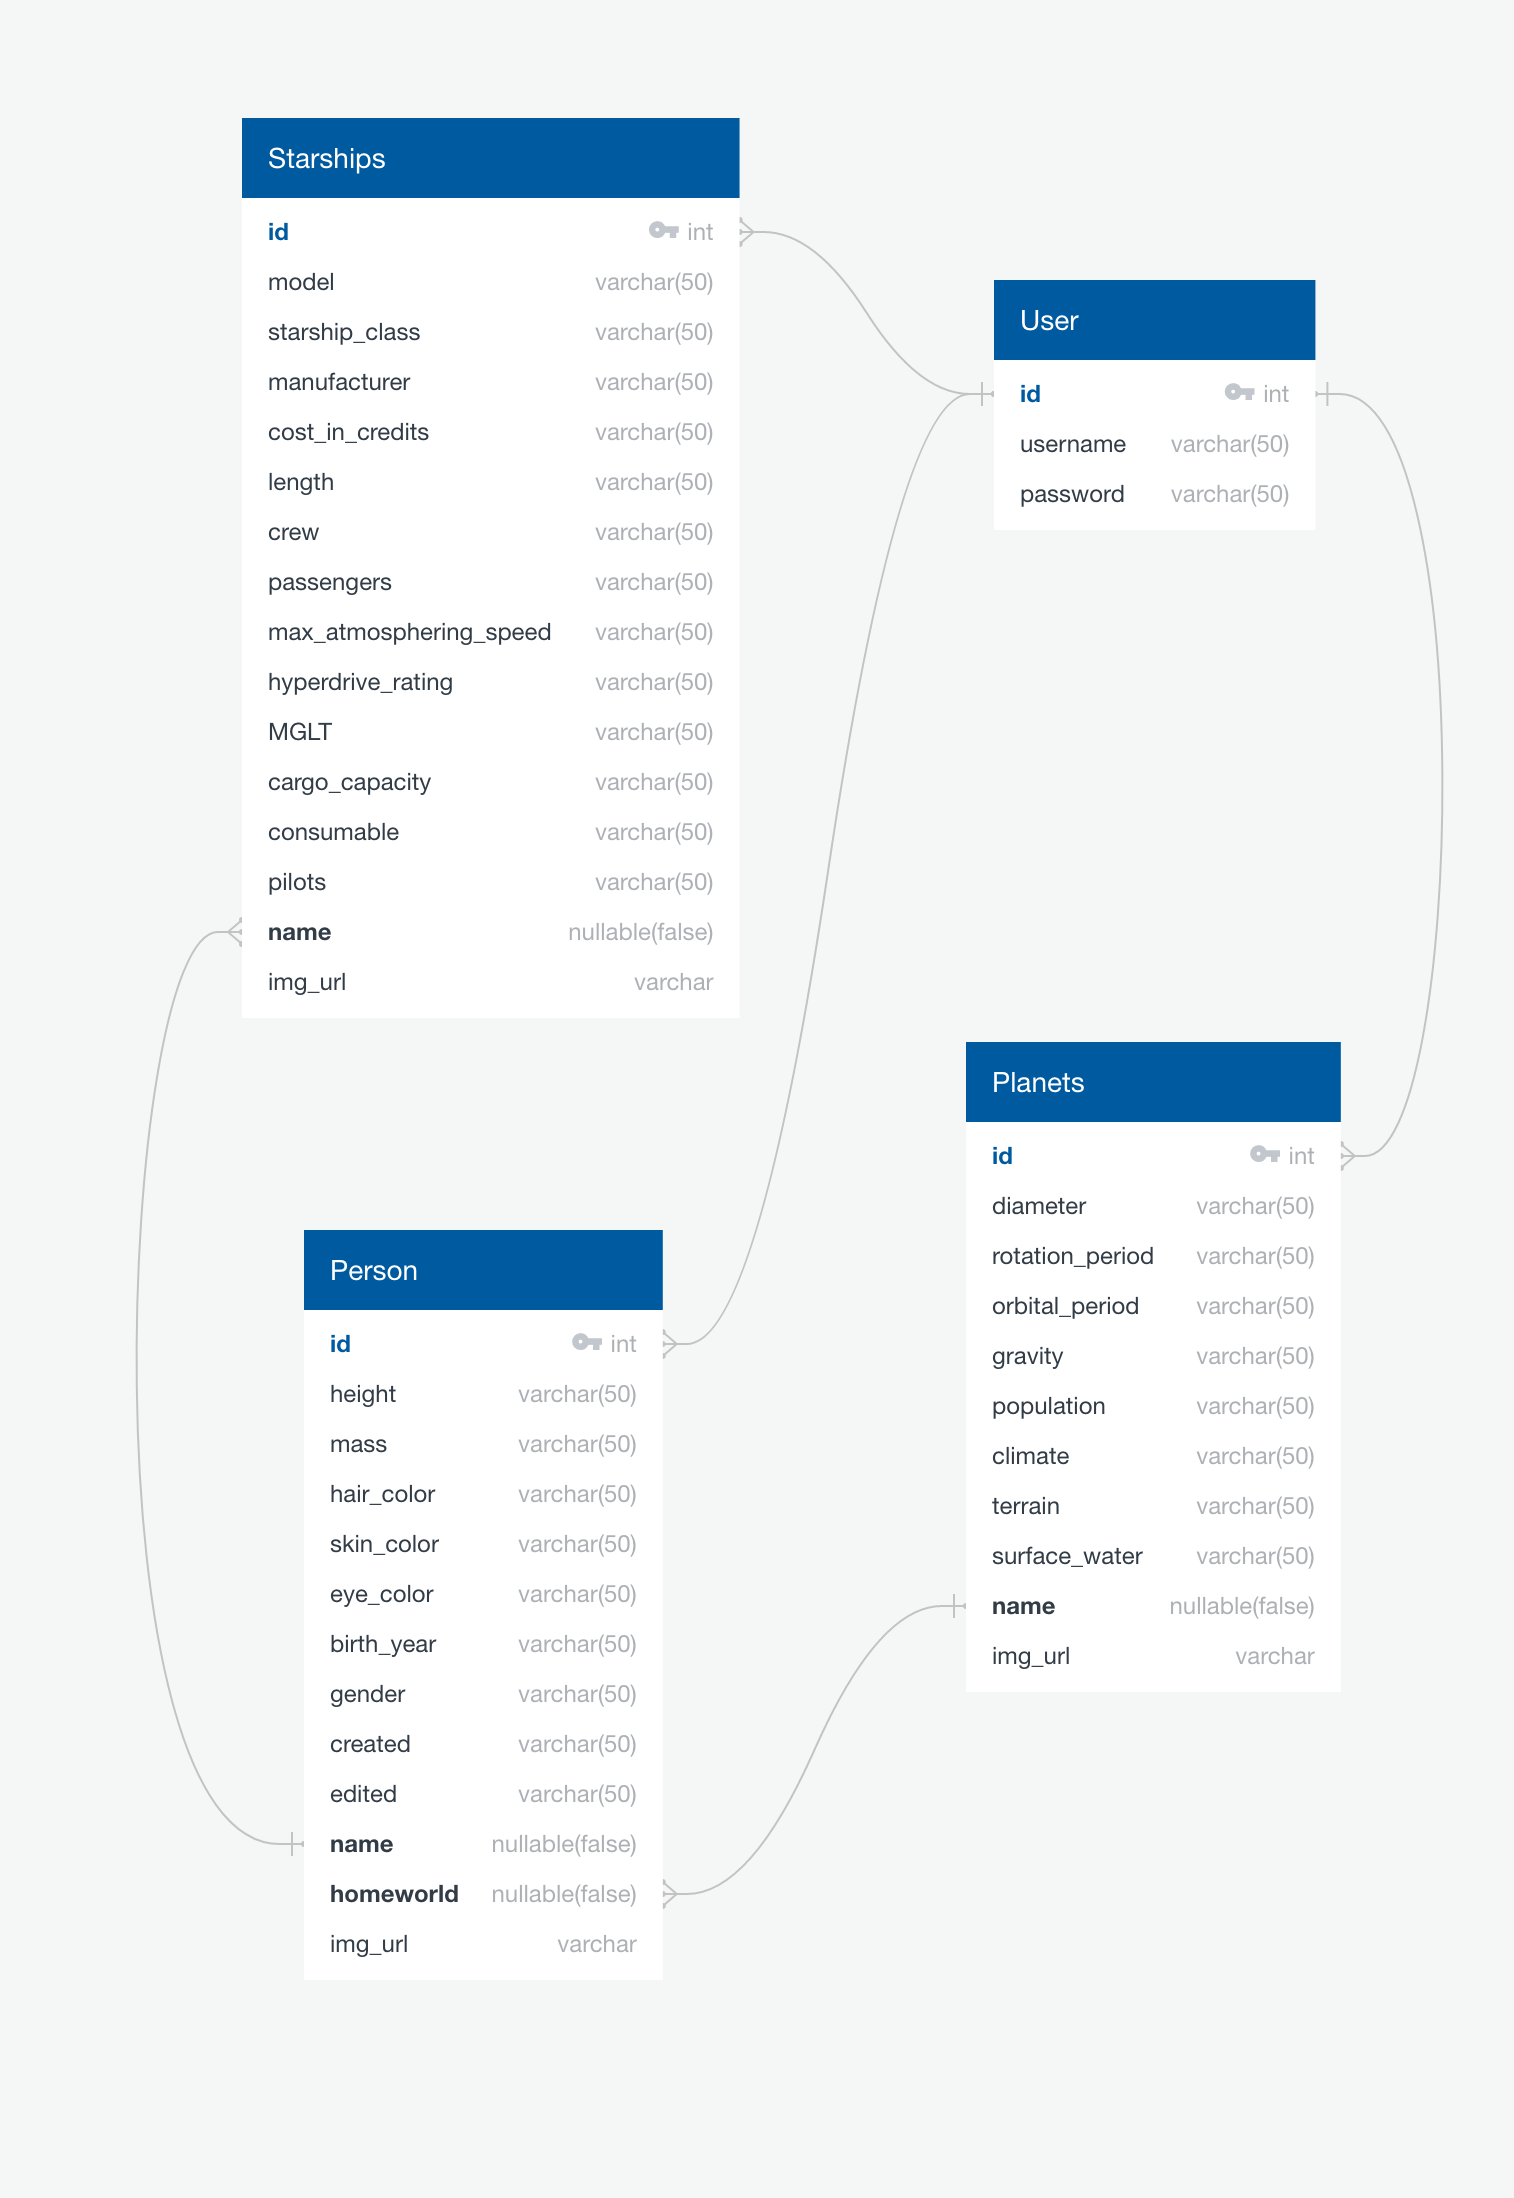 Starships
id int
model varchar(50)
starship_class varchar(50)
manufacturer varchar(50)
cost_in_credits varchar(50)
length varchar(50)
crew varchar(50)
passengers varchar(50)
max_atmosphering_speed varchar(50)
hyperdrive_rating varchar(50)
MGLT varchar(50)
cargo_capacity varchar(50)
consumable varchar(50)
pilots varchar(50)
name nullable(false)
img_url varchar
User
id int
username varchar(50)
password varchar(50)
Person
id int
height varchar(50)
mass varchar(50)
hair_color varchar(50)
skin_color varchar(50)
eye_color varchar(50)
birth_year varchar(50)
gender varchar(50)
created varchar(50)
edited varchar(50)
name nullable(false)
homeworld nullable(false)
img_url varchar
Planets
id int
diameter varchar(50)
rotation_period varchar(50)
orbital_period varchar(50)
gravity varchar(50)
population varchar(50)
climate varchar(50)
terrain varchar(50)
surface_water varchar(50)
name nullable(false)
img_url varchar